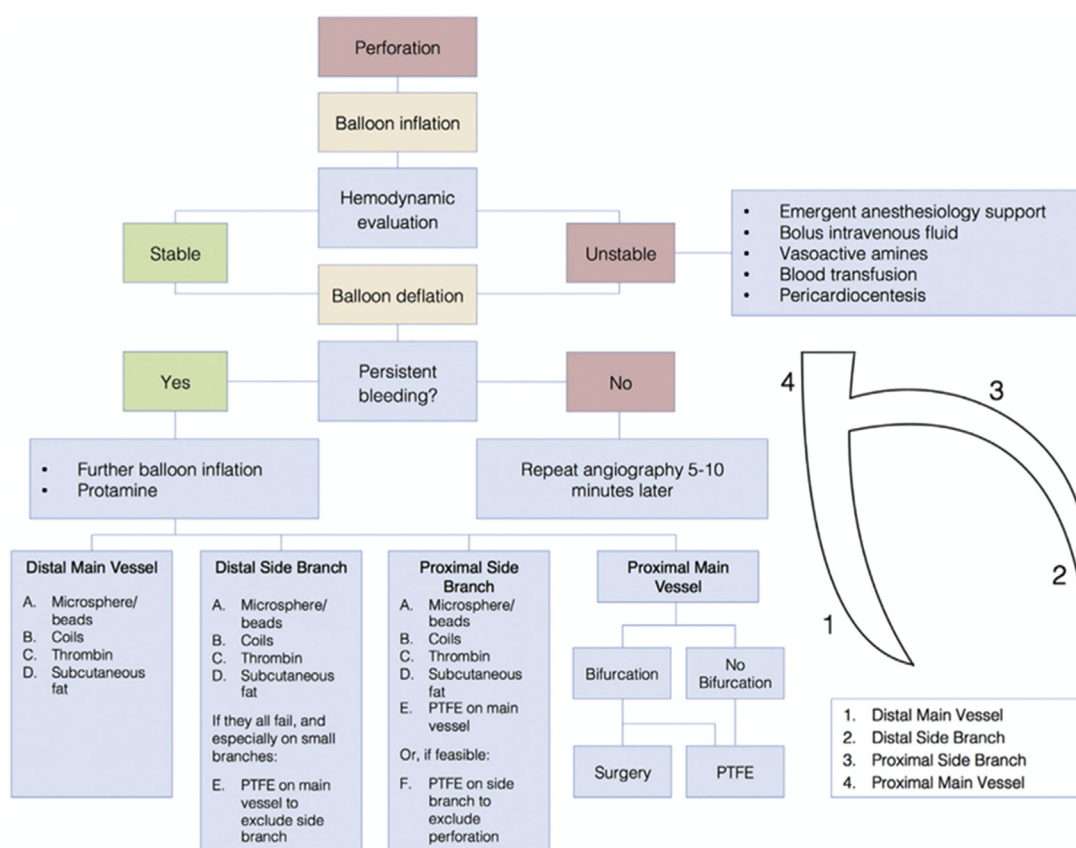 Perforation
Balloon inflation
Hemodynamic
evaluation
Stable
Unstable
• Emergent anesthesiology support
• Bolus intravenous fluid
• Vasoactive amines
• Blood transfusion
• Pericardiocentesis
Balloon deflation
Yes
Persistent
bleeding?
No
• Further balloon inflation
• Protamine
Repeat angiography 5-10
minutes later
Distal Main Vessel
A. Microsphere/
beads
B. Coils
C. Thrombin
D. Subcutaneous
fat
Distal Side Branch
A. Microsphere/
beads
B. Coils
C. Thrombin
D. Subcutaneous
fat
If they all fail, and
especially on small
branches:
E. PTFE on main
vessel to
exclude side
branch
Proximal Side
Branch
A. Microsphere/
beads
B. Coils
C. Thrombin
D. Subcutaneous
fat
E. PTFE on main
vessel
Or, if feasible:
F. PTFE on side
branch to
exclude
perforation
Proximal Main
Vessel
Bifurcation
No
Bifurcation
Surgery
PTFE
4
3
2
1
1. Distal Main Vessel
2. Distal Side Branch
3. Proximal Side Branch
4. Proximal Main Vessel